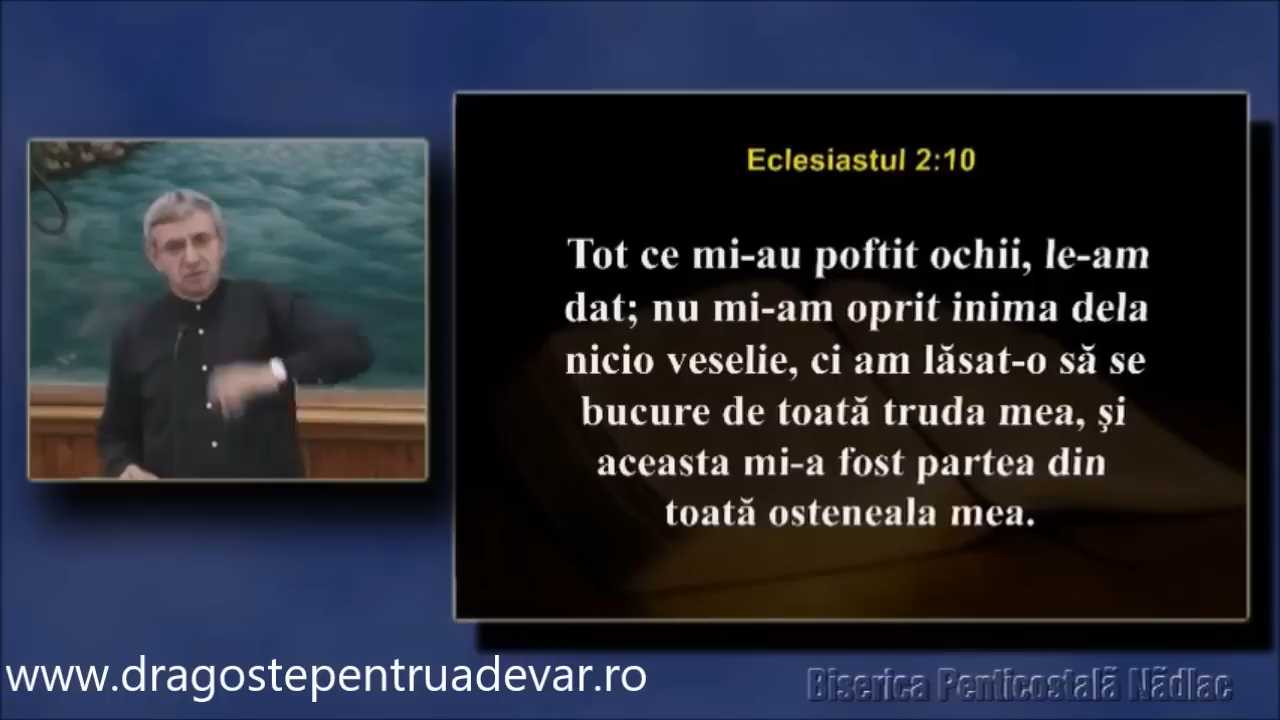 Eclesiastul 2:10
Tot ce mi-au poftit ochii, le-am
dat; nu mi-am oprit inima dela
nicio veselie, ci am lăsat-o să se
bucure de toată truda mea, şi
aceasta mi-a fost partea din
toată osteneala mea.
www.dragostepentruadevar.ro
Biserica Penticostală Nădlac